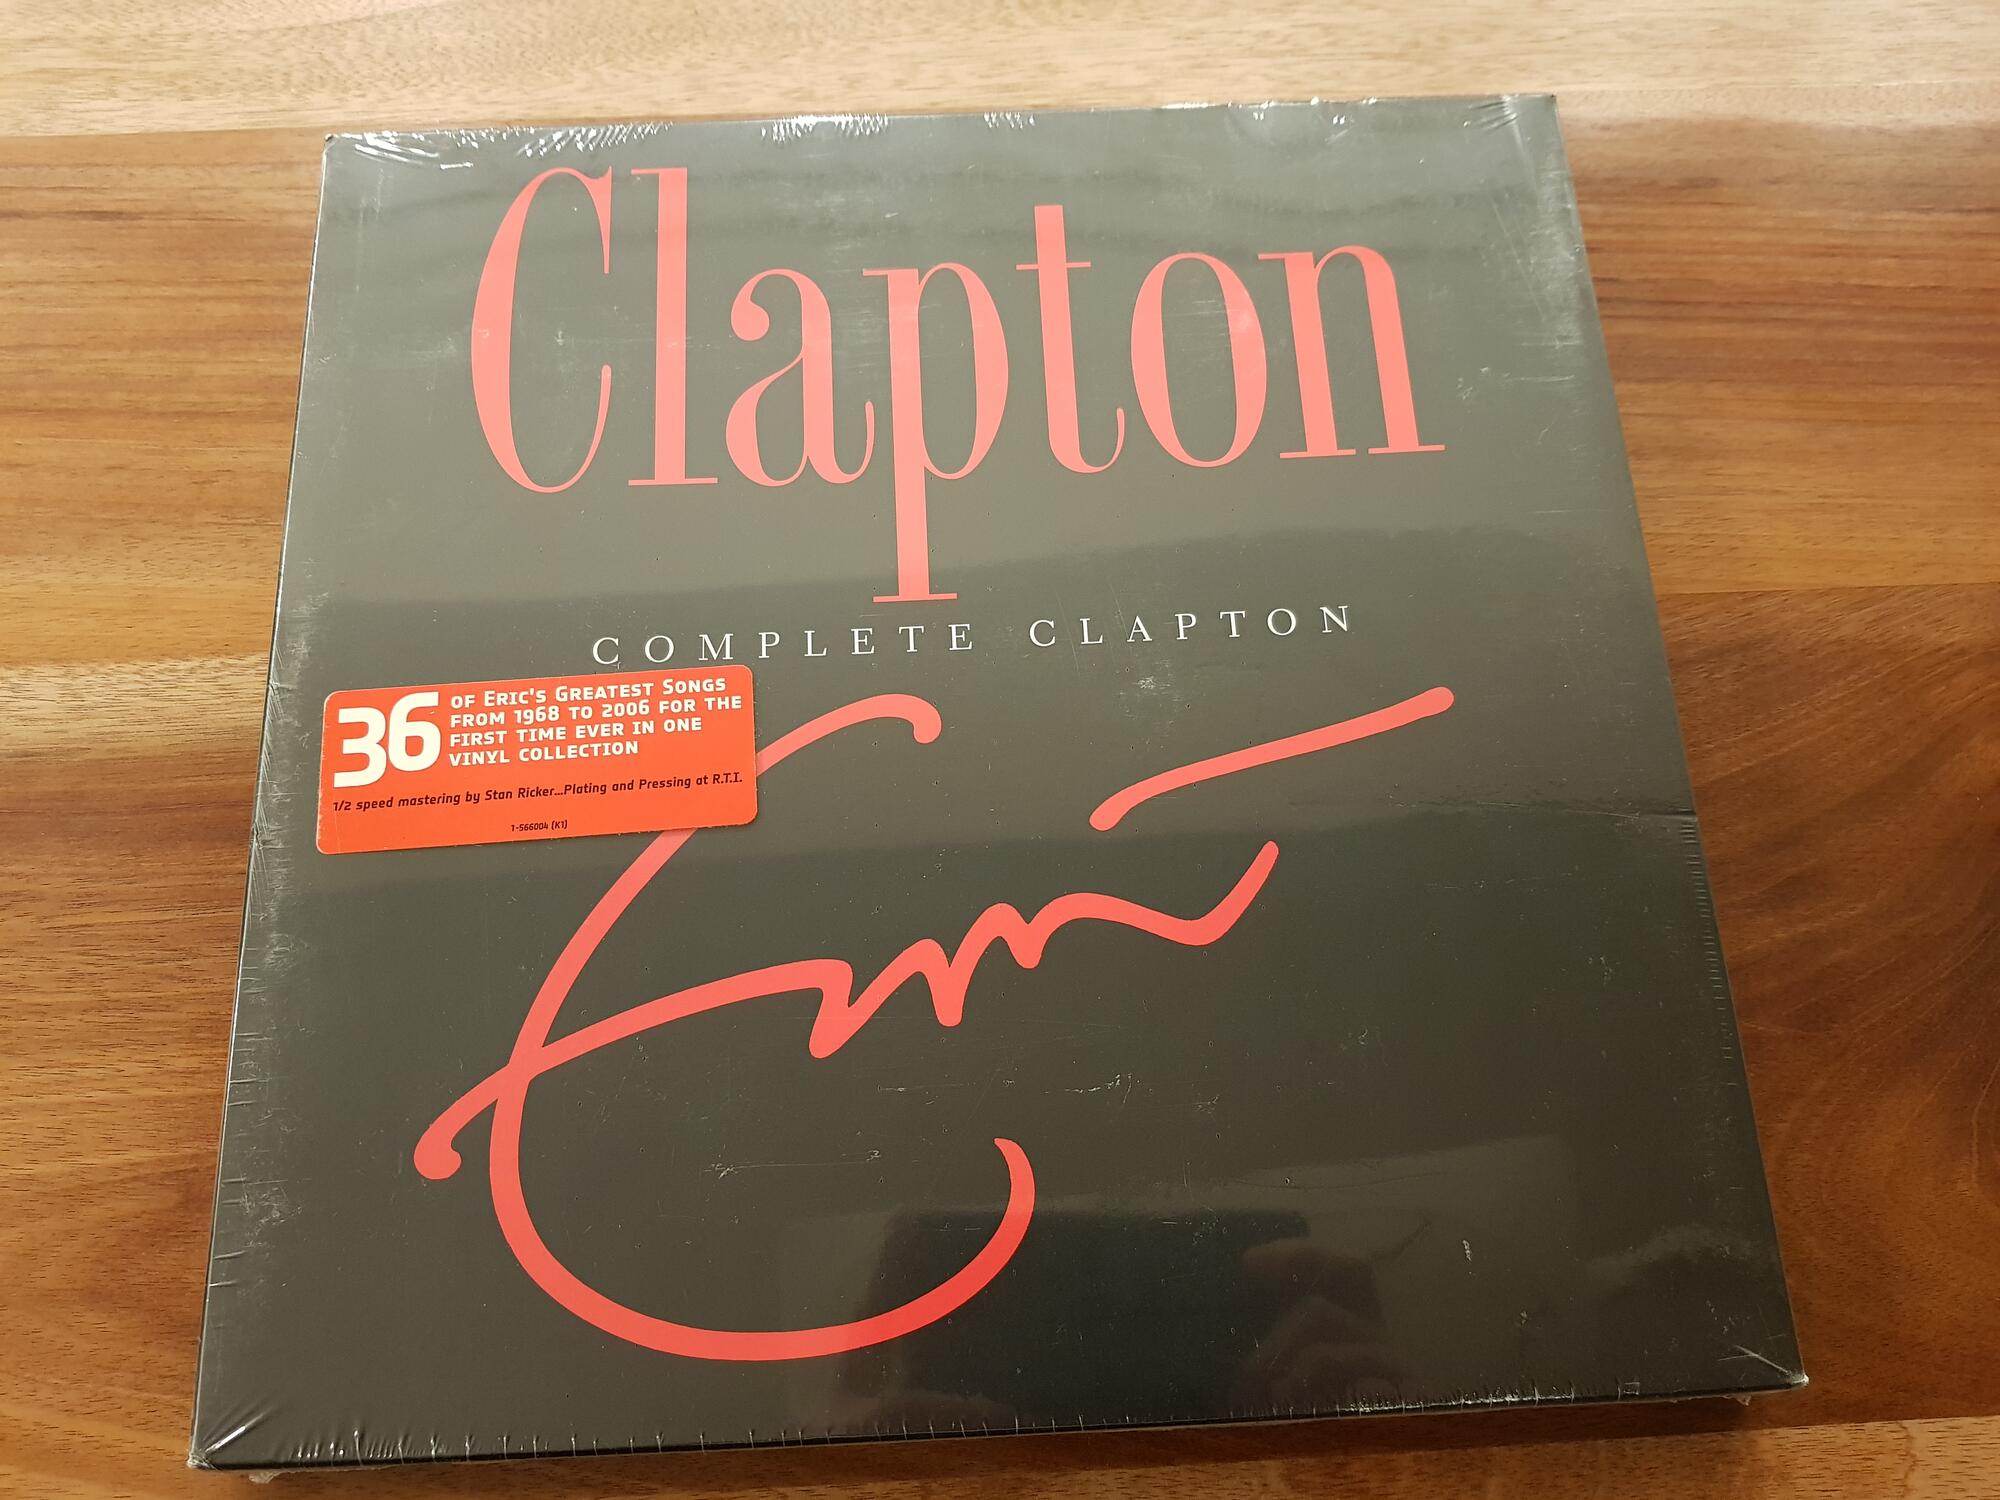 Clapton
COMPLETE CLAPTON
36
OF ERIC'S GREATEST SONGS
FROM 1968 TO 2006 FOR THE
FIRST TIME EVER IN ONE
VINYL COLLECTION
1/2 speed mastering by Stan Ricker...Plating and Pressing at R.T.I.
1-566004 (K1)
Eric